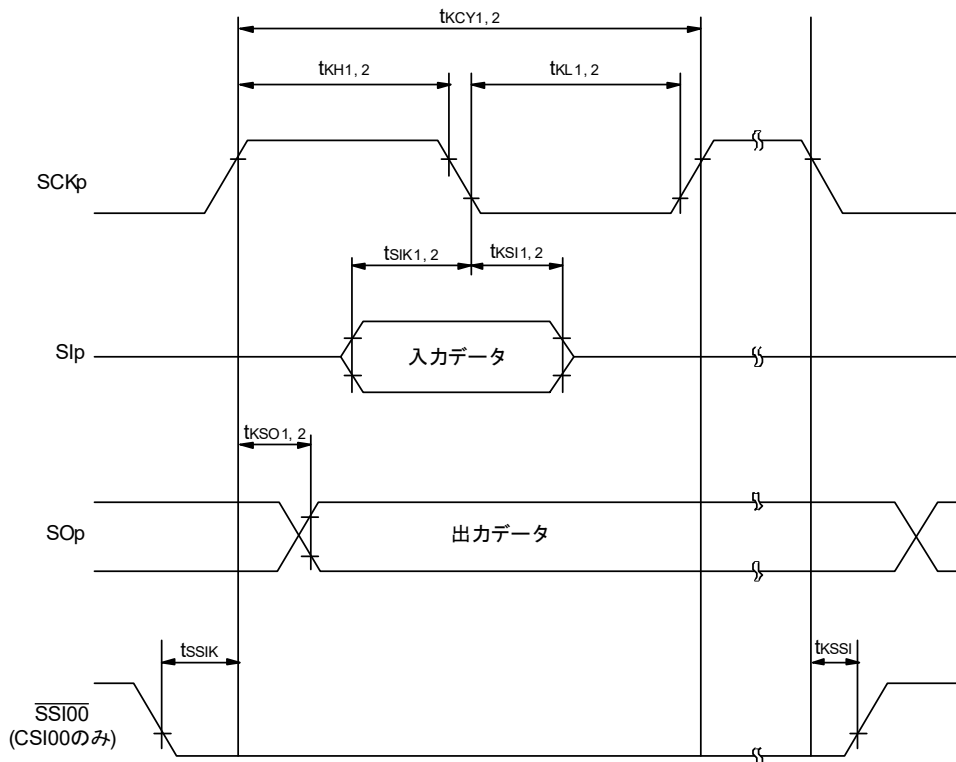 tKCY1, 2
tKH1, 2
tKL1, 2
SCKp
tSIK1, 2
tKSI1, 2
SIp
入力データ
tKSO1, 2
SOp
出力データ
tSSIK
tKSSI
SSI00
(CSI00のみ)